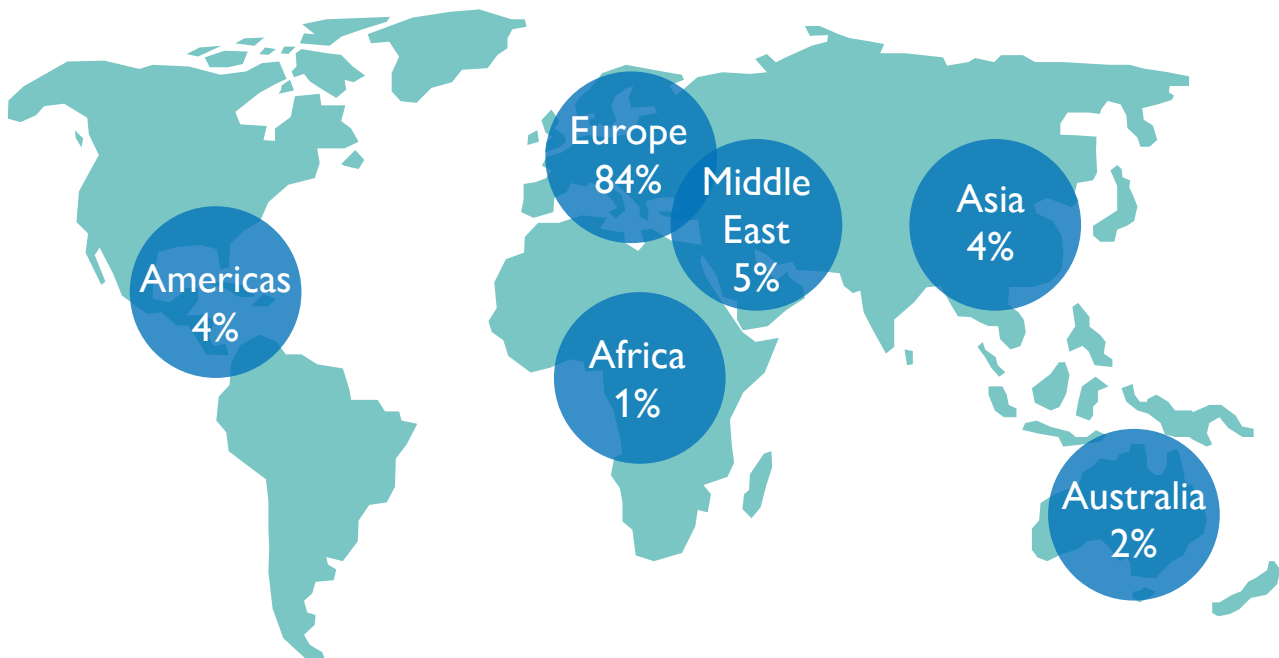 Europe
84%
Middle
East
5%
Asia
4%
Americas
4%
Africa
1%
Australia
2%